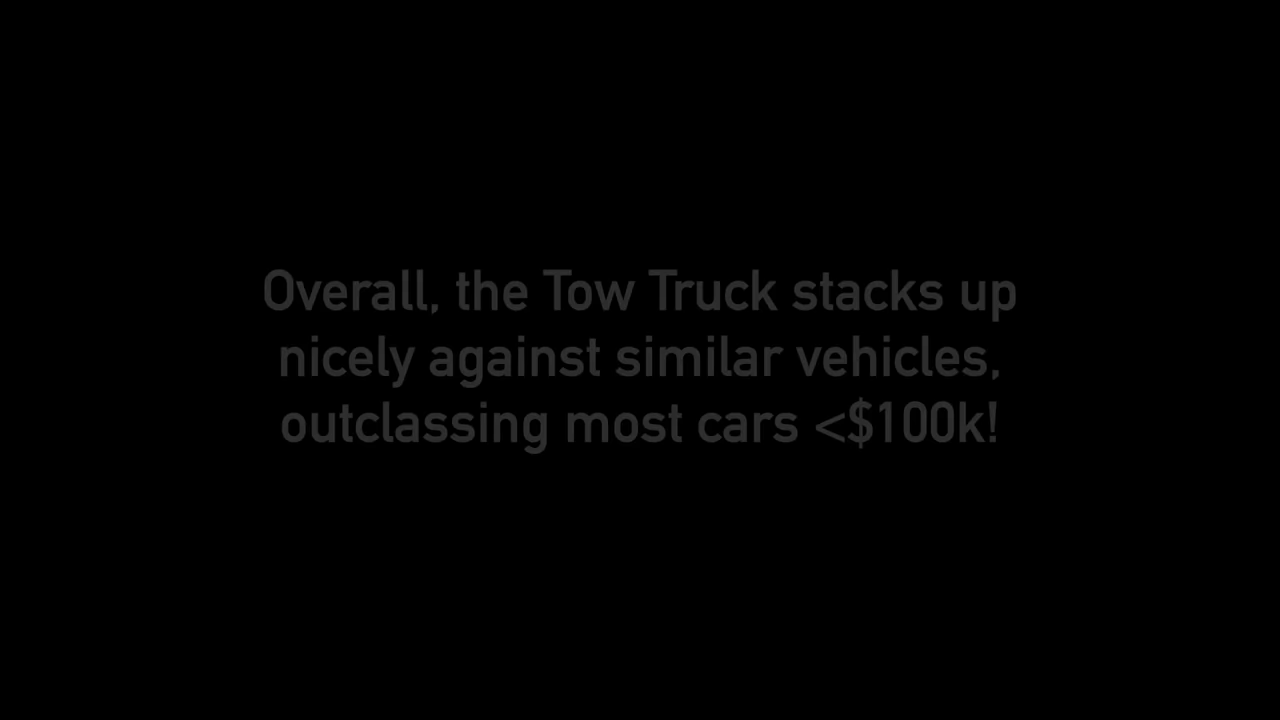 Overall, the Tow Truck stacks up
nicely against similar vehicles,
outclassing most cars <$100k!